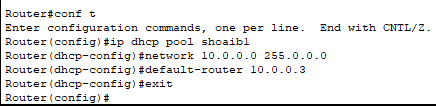 Router#conf t
Enter configuration commands, one per line.  End with CNTL/Z.
Router(config)#ip dhcp pool shoaib1
Router(dhcp-config)#network 10.0.0.0 255.0.0.0
Router(dhcp-config)#default-router 10.0.0.3
Router(dhcp-config)#exit
Router(config)#